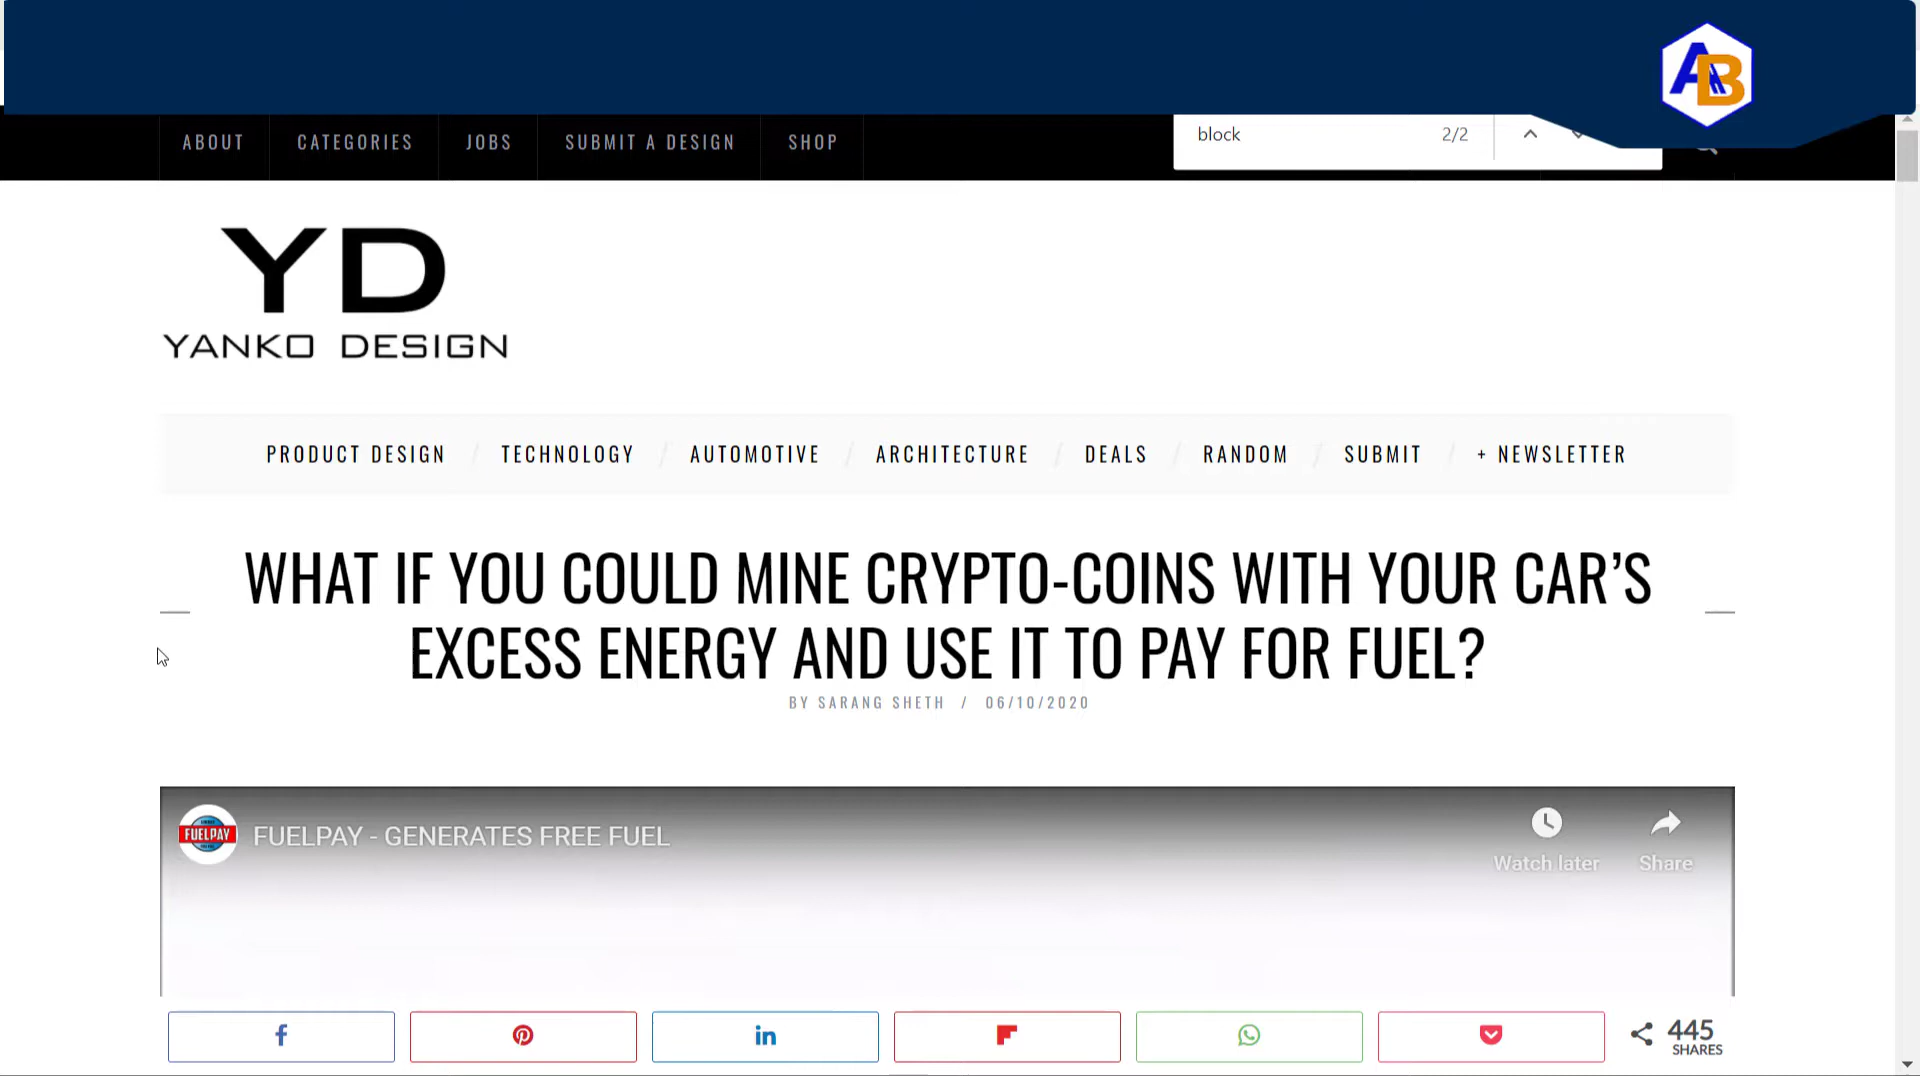 AB
ABOUT CATEGORIES JOBS SUBMIT A DESIGN SHOP
block 2/2
YD
YANKO DESIGN
PRODUCT DESIGN / TECHNOLOGY / AUTOMOTIVE / ARCHITECTURE / DEALS / RANDOM / SUBMIT / + NEWSLETTER
WHAT IF YOU COULD MINE CRYPTO-COINS WITH YOUR CAR’S
EXCESS ENERGY AND USE IT TO PAY FOR FUEL?
BY SARANG SHETH / 06/10/2020
FUELPAY
FUELPAY - GENERATES FREE FUEL
Watch later
Share
445
SHARES